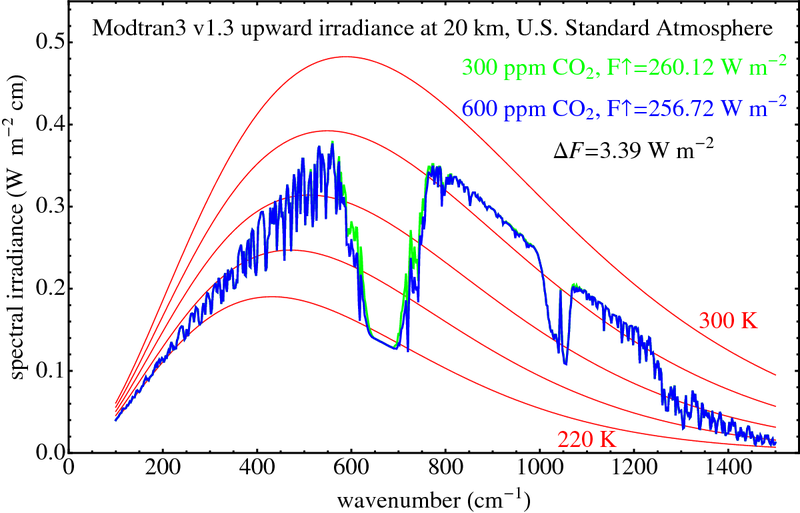 Modtran3 v1.3 upward irradiance at 20 km, U.S. Standard Atmosphere
300 ppm CO₂, F↑=260.12 W m⁻²
600 ppm CO₂, F↑=256.72 W m⁻²
ΔF=3.39 W m⁻²
spectral irradiance (W m⁻² cm)
0.5
0.4
0.3
0.2
0.1
0.0
300 K
220 K
0 200 400 600 800 1000 1200 1400
wavenumber (cm⁻¹)